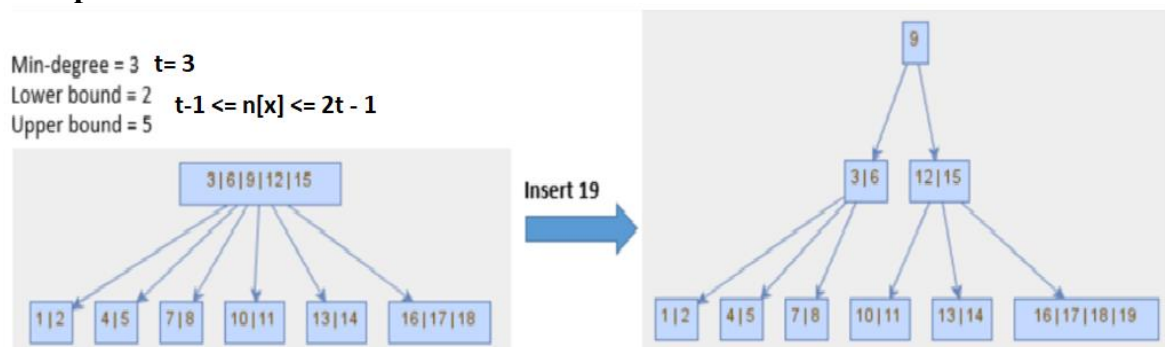 Min-degree = 3 t= 3
Lower bound = 2 t-1 <= n[x] <= 2t - 1
Upper bound = 5
3|6|9|12|15
1|2 4|5 7|8 10|11 13|14 16|17|18
Insert 19
9
3|6 12|15
1|2 4|5 7|8 10|11 13|14 16|17|18|19